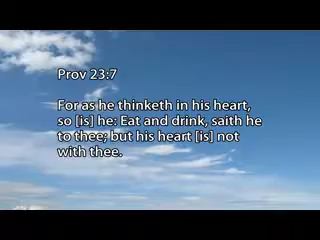 Prov 23:7
For as he thinketh in his heart,
so [is] he: Eat and drink, saith he
to thee; but his heart [is] not
with thee.